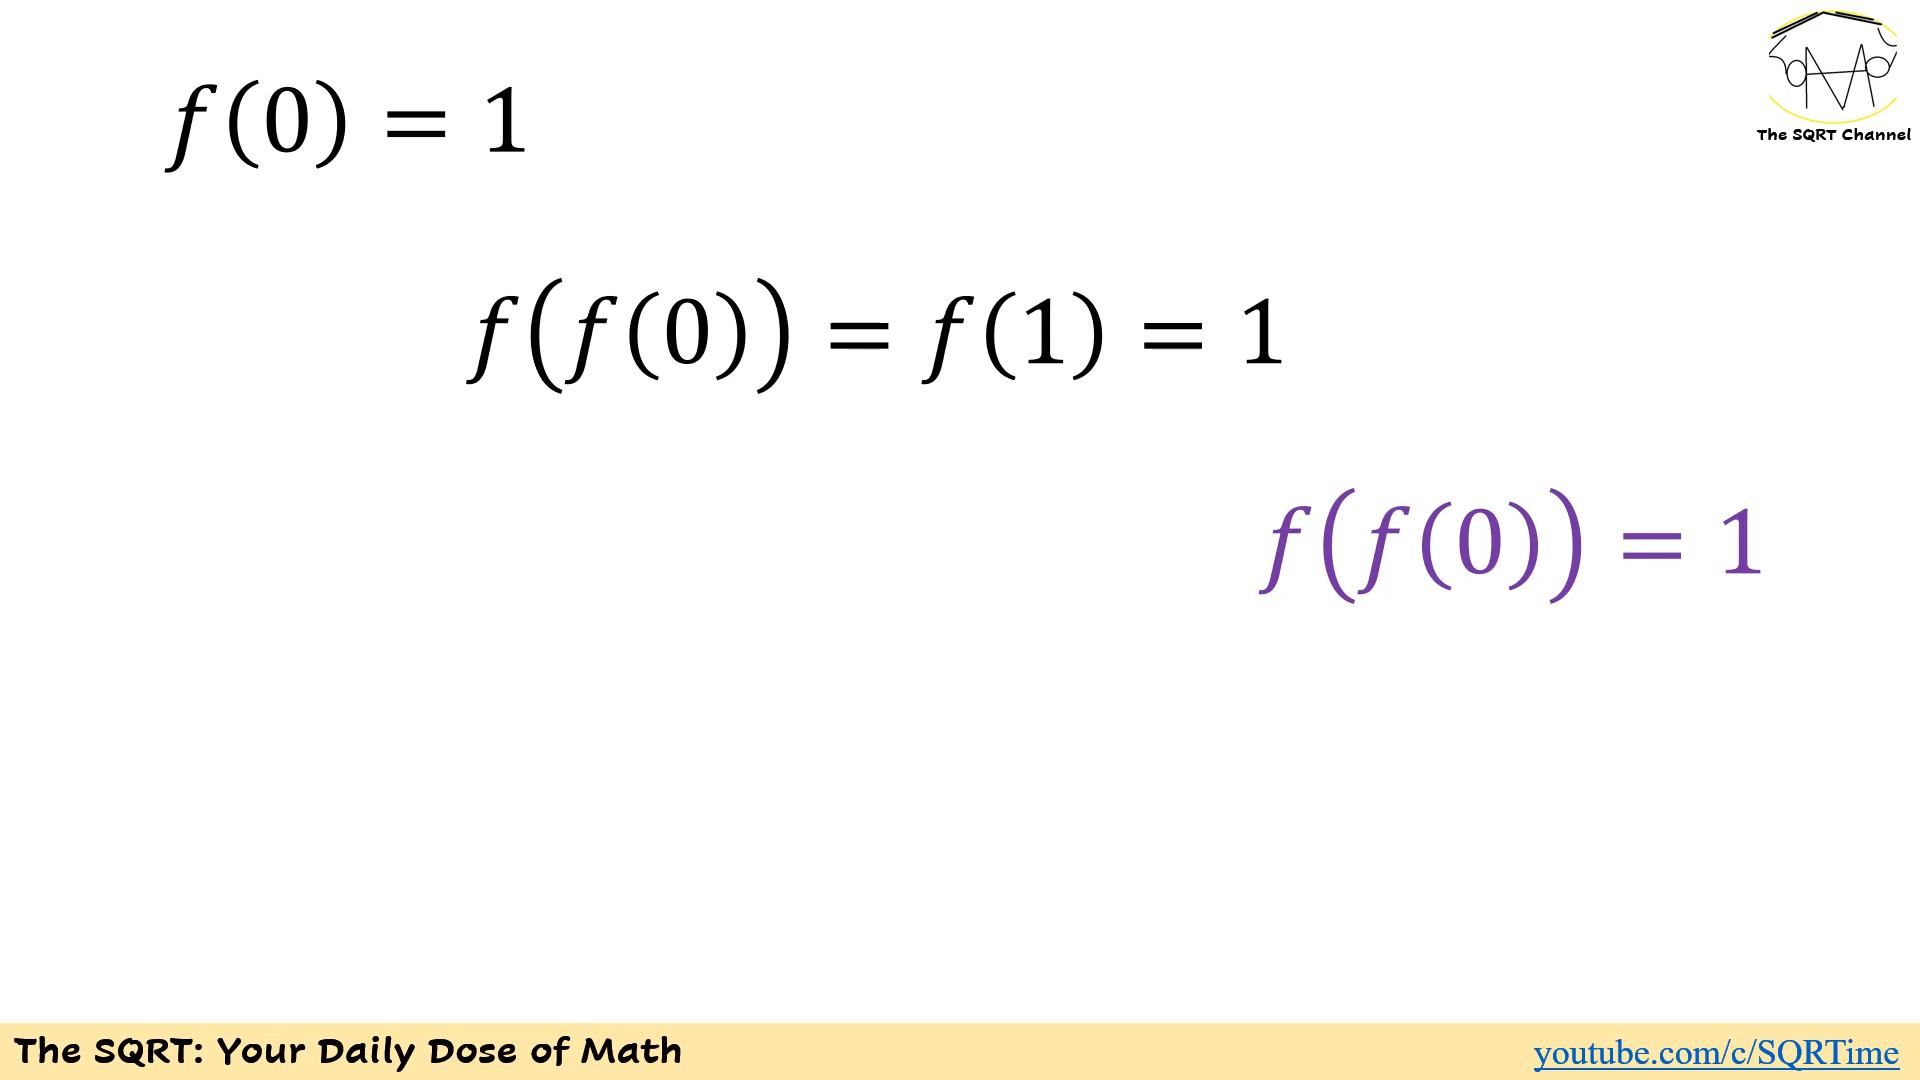 f(0) = 1
The SQRT Channel
f(f(0)) = f(1) = 1
f(f(0)) = 1
The SQRT: Your Daily Dose of Math
youtube.com/c/SQRTime